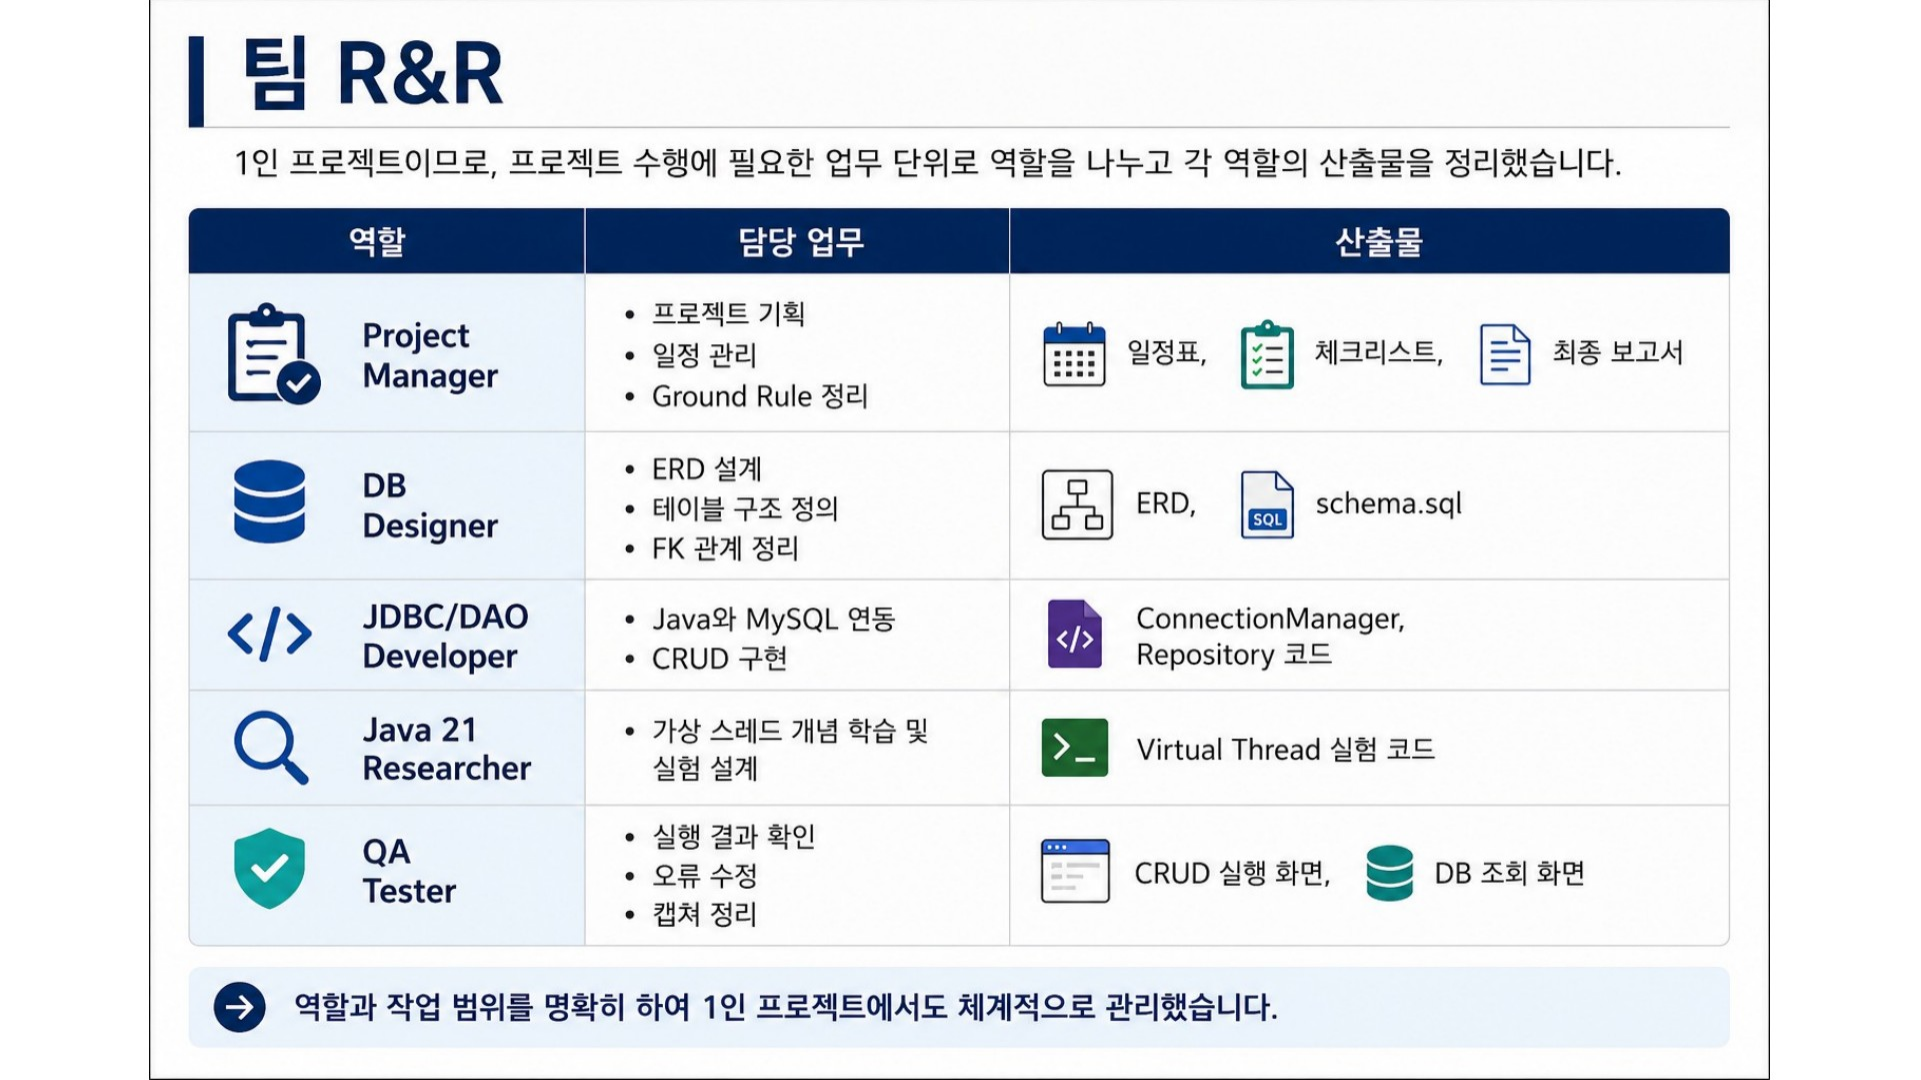 팀 R&R
1인 프로젝트이므로, 프로젝트 수행에 필요한 업무 단위로 역할을 나누고 각 역할의 산출물을 정리했습니다.
역할
담당 업무
산출물
Project
Manager
• 프로젝트 기획
• 일정 관리
• Ground Rule 정리
일정표,
체크리스트,
최종 보고서
DB
Designer
• ERD 설계
• 테이블 구조 정의
• FK 관계 정리
ERD,
SQL
schema.sql
</>
JDBC/DAO
Developer
• Java와 MySQL 연동
• CRUD 구현
</>
ConnectionManager,
Repository 코드
Java 21
Researcher
• 가상 스레드 개념 학습 및
실험 설계
>_
Virtual Thread 실험 코드
QA
Tester
• 실행 결과 확인
• 오류 수정
• 캡쳐 정리
CRUD 실행 화면,
DB 조회 화면
역할과 작업 범위를 명확히 하여 1인 프로젝트에서도 체계적으로 관리했습니다.